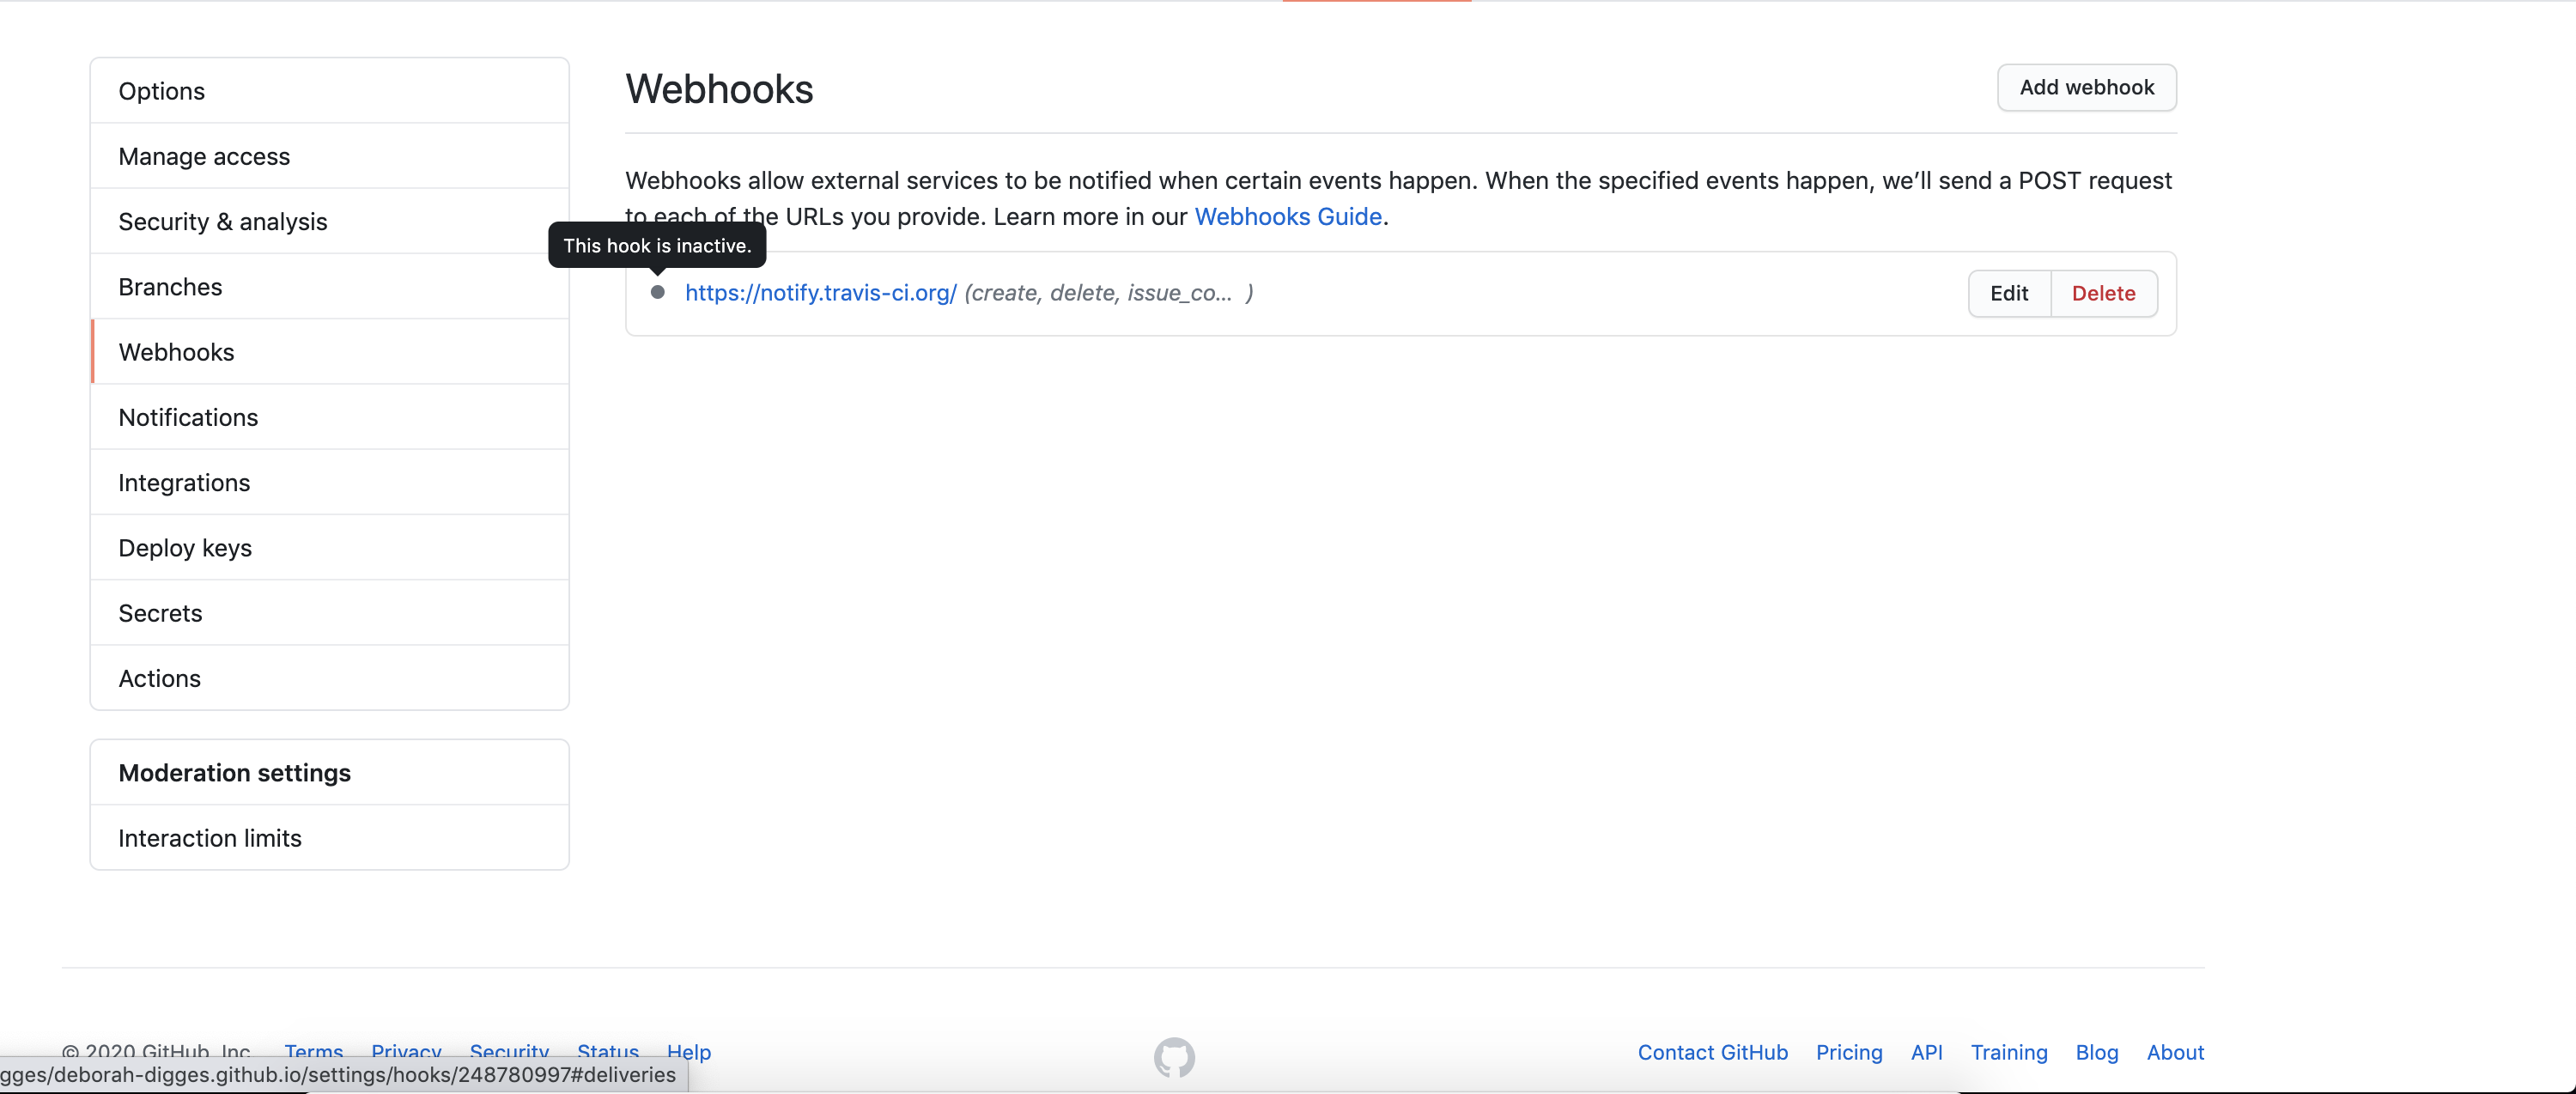 Options
Manage access
Security & analysis
Branches
Webhooks
Notifications
Integrations
Deploy keys
Secrets
Actions
Moderation settings
Interaction limits
Webhooks
Add webhook
Webhooks allow external services to be notified when certain events happen. When the specified events happen, we’ll send a POST request
to each of the URLs you provide. Learn more in our Webhooks Guide.
This hook is inactive.
https://notify.travis-ci.org/ (create, delete, issue_co... )
Edit
Delete
© 2020 GitHub, Inc.
Terms
Privacy
Security
Status
Help
Contact GitHub
Pricing
API
Training
Blog
About
gges/deborah-digges.github.io/settings/hooks/248780997#deliveries